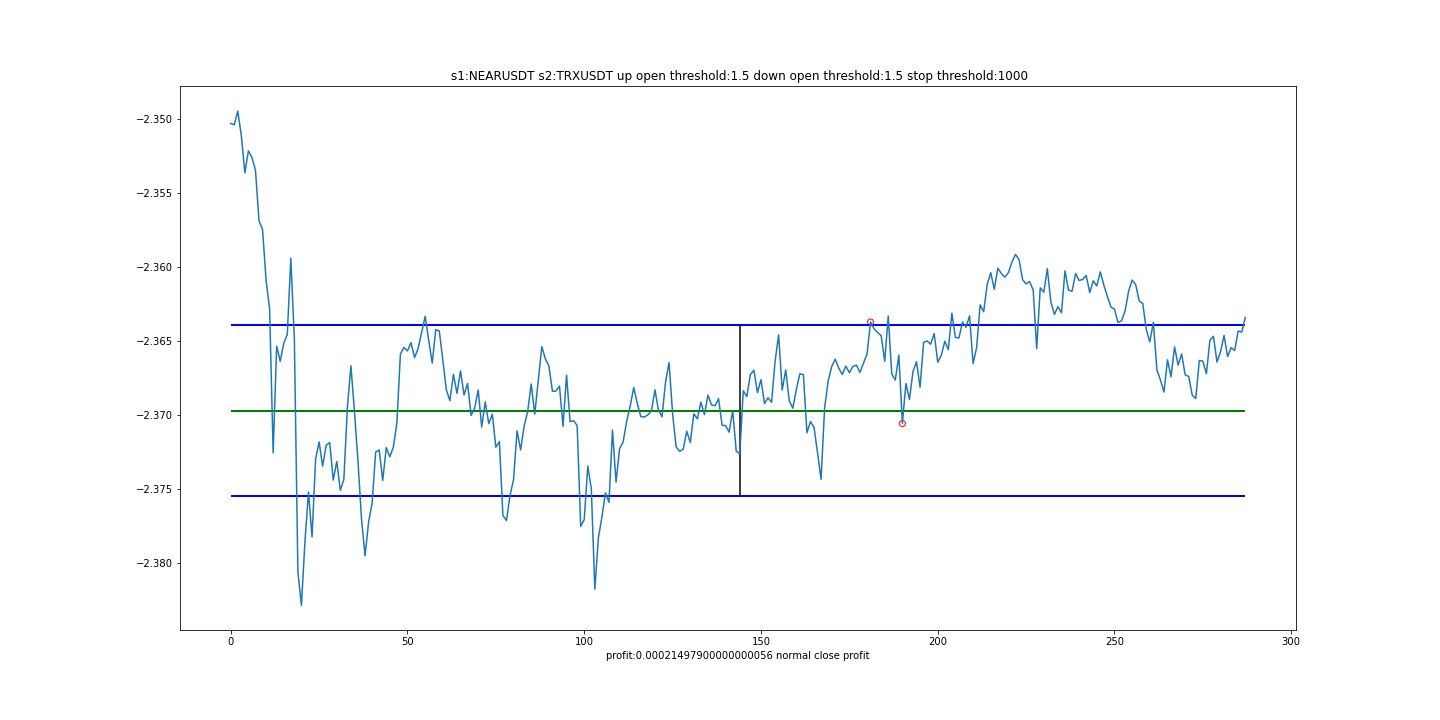 s1:NEARUSDT s2:TRXUSDT up open threshold:1.5 down open threshold:1.5 stop threshold:1000
−2.350
−2.355
−2.360
−2.365
−2.370
−2.375
−2.380
0 50 100 150 200 250 300
profit:0.00021497900000000056 normal close profit